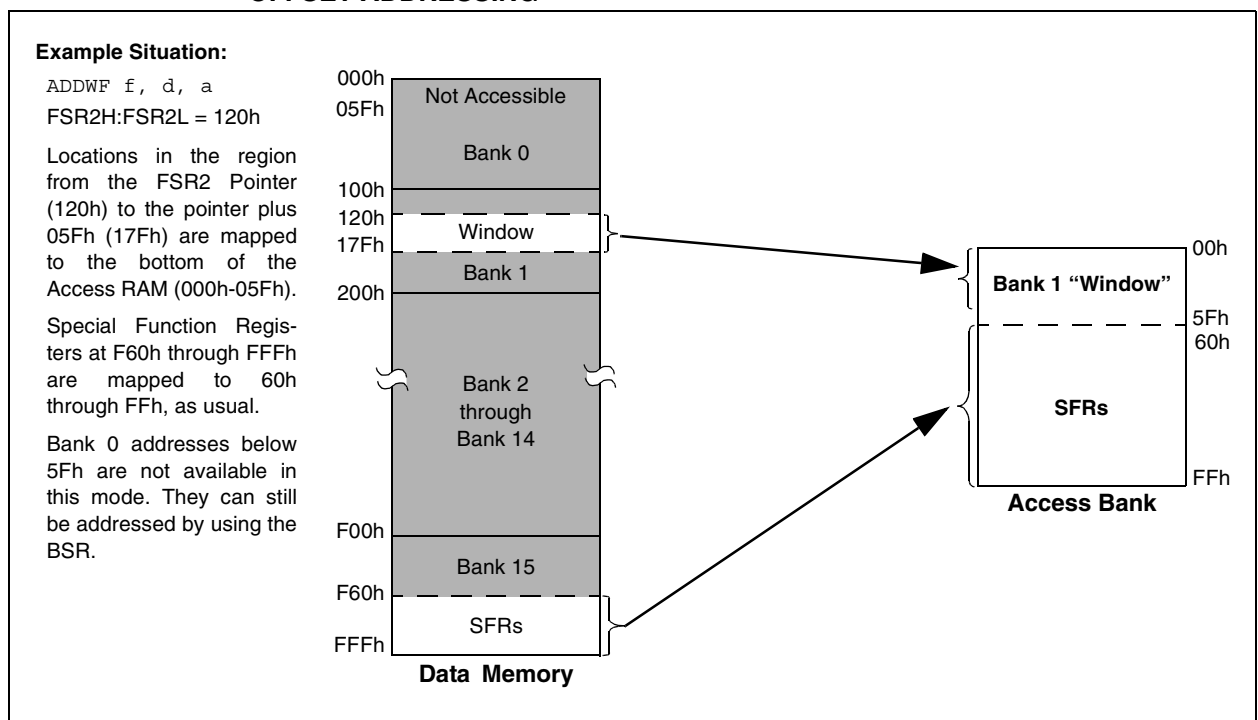 Example Situation:
ADDWF f, d, a
FSR2H:FSR2L = 120h
Locations in the region
from the FSR2 Pointer
(120h) to the pointer plus
05Fh (17Fh) are mapped
to the bottom of the
Access RAM (000h-05Fh).
Special Function Regis-
ters at F60h through FFFh
are mapped to 60h
through FFh, as usual.
Bank 0 addresses below
5Fh are not available in
this mode. They can still
be addressed by using the
BSR.
000h
Not Accessible
05Fh
Bank 0
100h
120h
Window
17Fh
Bank 1
200h
Bank 2
through
Bank 14
F00h
Bank 15
F60h
SFRs
FFFh
Data Memory
00h
Bank 1 “Window”
5Fh
60h
SFRs
FFh
Access Bank